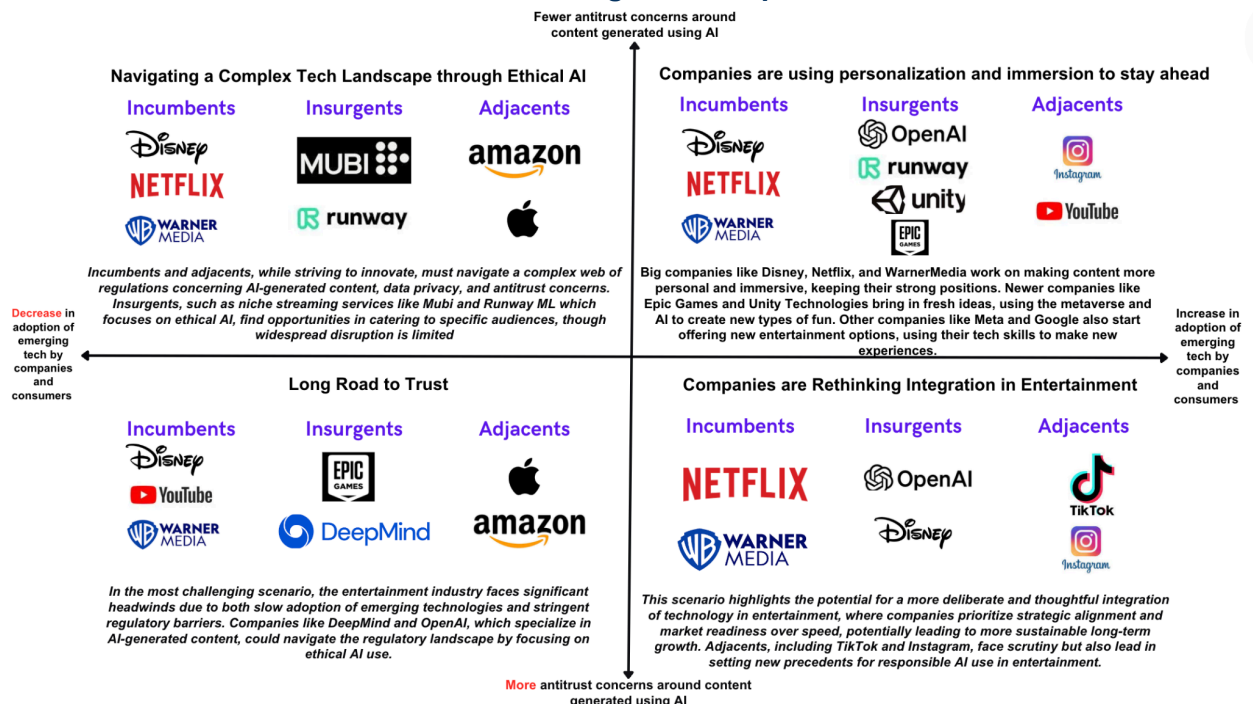 Fewer antitrust concerns around
content generated using AI
Navigating a Complex Tech Landscape through Ethical AI
Incumbents
Insurgents
Adjacents
DISNEY
MUBI
amazon
NETFLIX
runway
WB WARNER
MEDIA
Incumbents and adjacents, while striving to innovate, must navigate a complex web of
regulations concerning AI-generated content, data privacy, and antitrust concerns.
Insurgents, such as niche streaming services like Mubi and Runway ML which
focuses on ethical AI, find opportunities in catering to specific audiences, though
widespread disruption is limited
Companies are using personalization and immersion to stay ahead
Incumbents
Insurgents
Adjacents
DISNEY
OpenAI
Instagram
NETFLIX
runway
YouTube
WB WARNER
MEDIA
unity
EPIC
GAMES
Big companies like Disney, Netflix, and WarnerMedia work on making content more
personal and immersive, keeping their strong positions. Newer companies like
Epic Games and Unity Technologies bring in fresh ideas, using the metaverse and
AI to create new types of fun. Other companies like Meta and Google also start
offering new entertainment options, using their tech skills to make new
experiences.
Decrease in
adoption of
emerging
tech by
companies
and
consumers
Increase in
adoption of
emerging
tech by
companies
and
consumers
Long Road to Trust
Incumbents
Insurgents
Adjacents
DISNEY
EPIC
GAMES
YouTube
WB WARNER
MEDIA
DeepMind
amazon
In the most challenging scenario, the entertainment industry faces significant
headwinds due to both slow adoption of emerging technologies and stringent
regulatory barriers. Companies like DeepMind and OpenAI, which specialize in
AI-generated content, could navigate the regulatory landscape by focusing on
ethical AI use.
Companies are Rethinking Integration in Entertainment
Incumbents
Insurgents
Adjacents
NETFLIX
OpenAI
TikTok
WB WARNER
MEDIA
DISNEY
Instagram
This scenario highlights the potential for a more deliberate and thoughtful integration
of technology in entertainment, where companies prioritize strategic alignment and
market readiness over speed, potentially leading to more sustainable long-term
growth. Adjacents, including TikTok and Instagram, face scrutiny but also lead in
setting new precedents for responsible AI use in entertainment.
More antitrust concerns around content
generated using AI